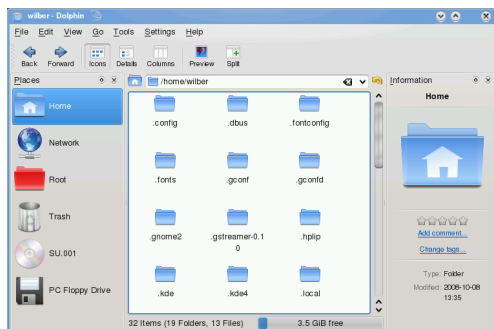 wilber - Dolphin
File Edit View Go Tools Settings Help
Back Forward Icons Details Columns Preview Split
Places
Home
Network
Root
Trash
SU.001
PC Floppy Drive
/home/wilber
.config .dbus .fontconfig
.fonts .gconf .gconfd
.gnome2 .gstreamer-0.1
0
.hplip
.kde .kde4 .local
32 Items (19 Folders, 13 Files) 3.5 GiB free
Information
Home
Add comment...
Change tags...
Type: Folder
Modified: 2008-10-08
13:35